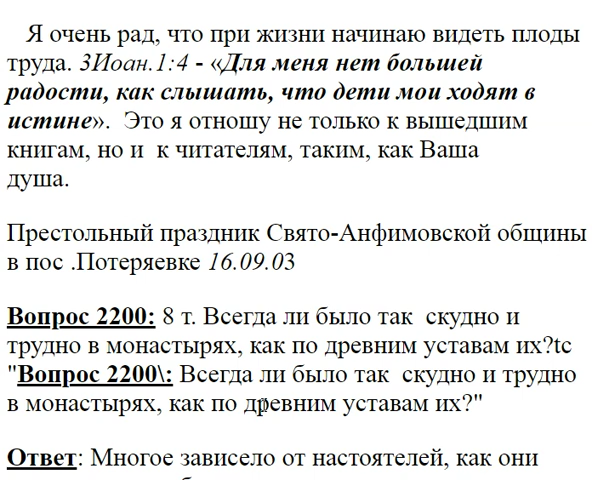 Я очень рад, что при жизни начинаю видеть плоды
труда. 3Иоан.1:4 - «Для меня нет большей
радости, как слышать, что дети мои ходят в
истине».  Это я отношу не только к вышедшим
книгам, но и  к читателям, таким, как Ваша
душа.
Престольный праздник Свято-Анфимовской общины
в пос .Потеряевке 16.09.03
Вопрос 2200: 8 т. Всегда ли было так  скудно и
трудно в монастырях, как по древним уставам их?tc
"Вопрос 2200\: Всегда ли было так  скудно и трудно
в монастырях, как по древним уставам их?"
Ответ: Многое зависело от настоятелей, как они